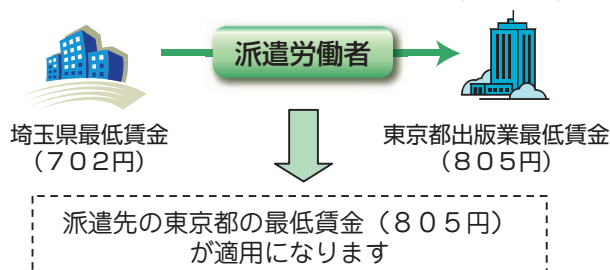 派遣労働者
埼玉県最低賃金
（７０２円）
東京都出版業最低賃金
（８０５円）
派遣先の東京都の最低賃金（８０５円）
が適用になります